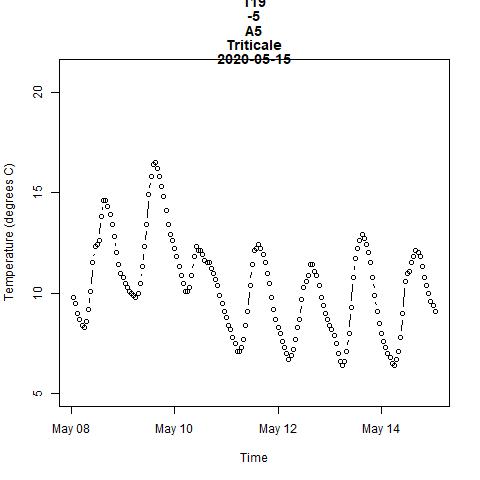 T19
-5
A5
Triticale
2020-05-15
Temperature (degrees C)
20
15
10
5
May 08
May 10
May 12
May 14
Time